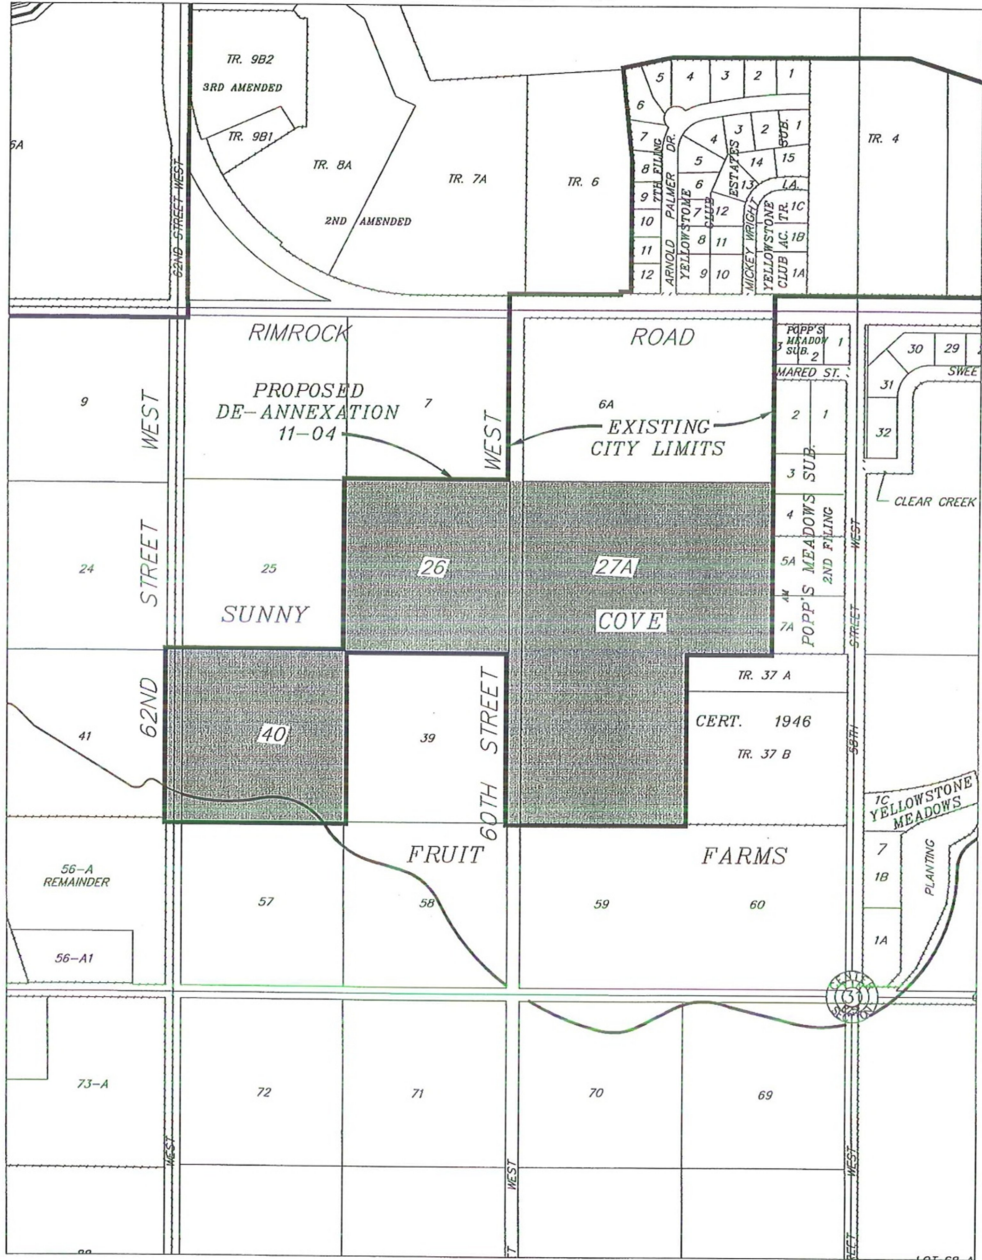 TR. 9B2
3RD AMENDED
TR. 9B1
6A
TR. 8A
2ND AMENDED
TR. 7A
TR. 6
5
4
3
2
1
6
7
8
9
10
11
12
7TH FILING
ARNOLD PALMER DR.
YELLOWSTONE
CLUB
ESTATES
SUB.
4
3
2
1
5
6
7
8
9
14
15
13
12
11
10
LA.
MICKEY WRIGHT
YELLOWSTONE
CLUB AC. TR.
1C
1B
1A
TR. 4
62ND STREET WEST
RIMROCK
ROAD
POPP'S
MEADOW
SUB.
3
2
1
MARED ST.
30
29
31
SWEE
32
CLEAR CREEK
9
WEST
PROPOSED
DE-ANNEXATION
11-04
7
WEST
6A
EXISTING
CITY LIMITS
2
1
3
4
5A
AM
7A
POPP'S MEADOWS SUB.
2ND FILING
WEST
STREET
58TH
24
STREET
25
26
27A
SUNNY
COVE
62ND
41
40
39
60TH STREET
TR. 37 A
CERT. 1946
TR. 37 B
1C
YELLOWSTONE
MEADOWS
7
1B
1A
PLANTING
56-A
REMAINDER
FRUIT
FARMS
57
58
59
60
56-A1
CENTER
SECTION
73-A
72
71
70
69
WEST
WEST
WEST